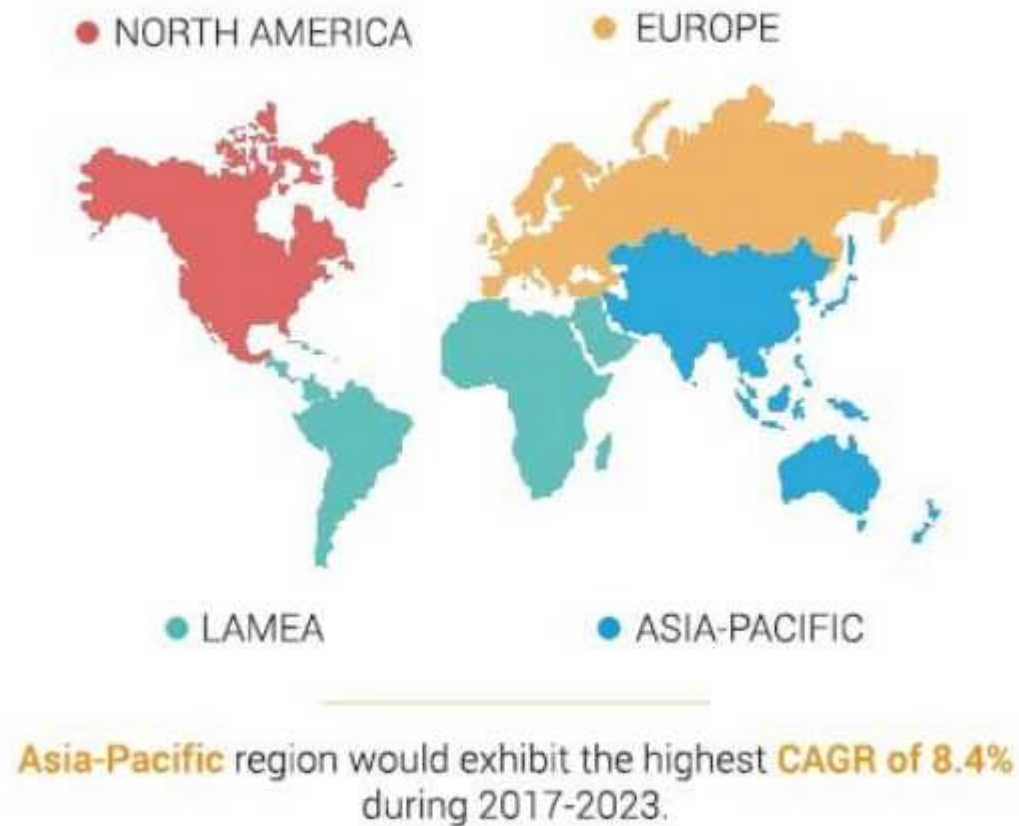 NORTH AMERICA
EUROPE
LAMEA
ASIA-PACIFIC
Asia-Pacific region would exhibit the highest CAGR of 8.4%
during 2017-2023.